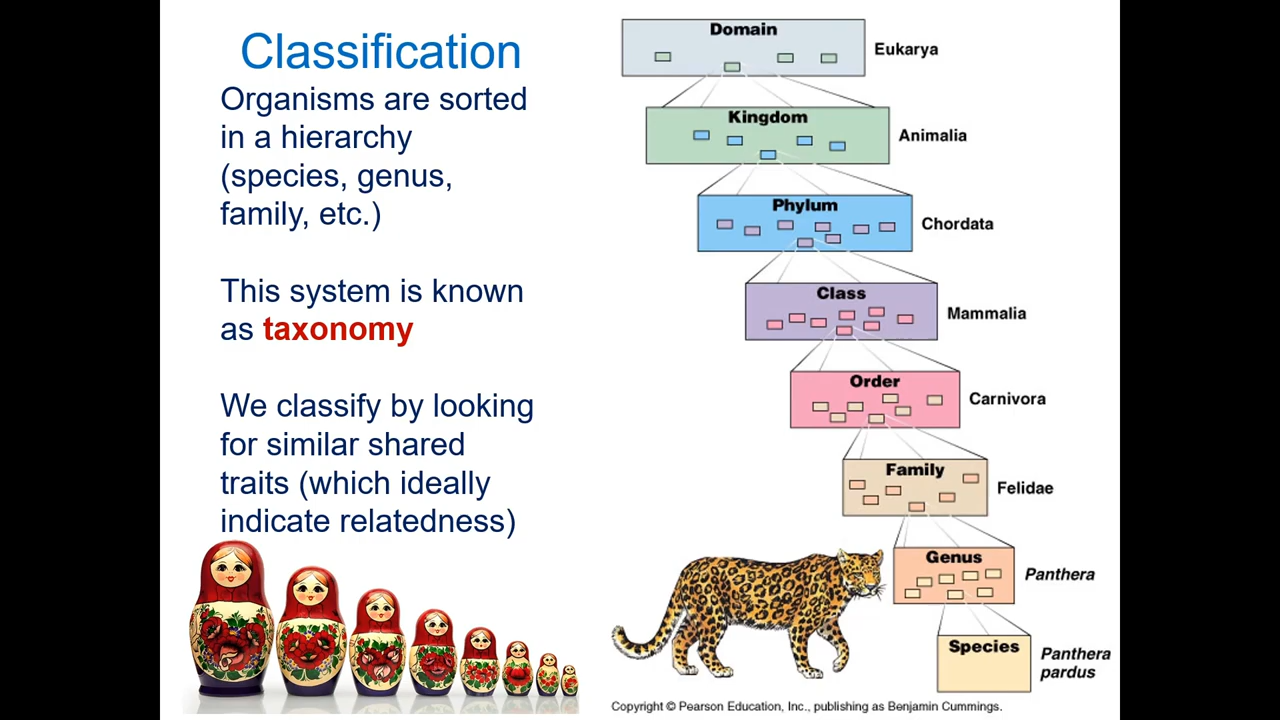 Classification
Organisms are sorted
in a hierarchy
(species, genus,
family, etc.)
This system is known
as taxonomy
We classify by looking
for similar shared
traits (which ideally
indicate relatedness)
Domain
Eukarya
Kingdom
Animalia
Phylum
Chordata
Class
Mammalia
Order
Carnivora
Family
Felidae
Genus
Panthera
Species
Panthera
pardus
Copyright © Pearson Education, Inc., publishing as Benjamin Cummings.